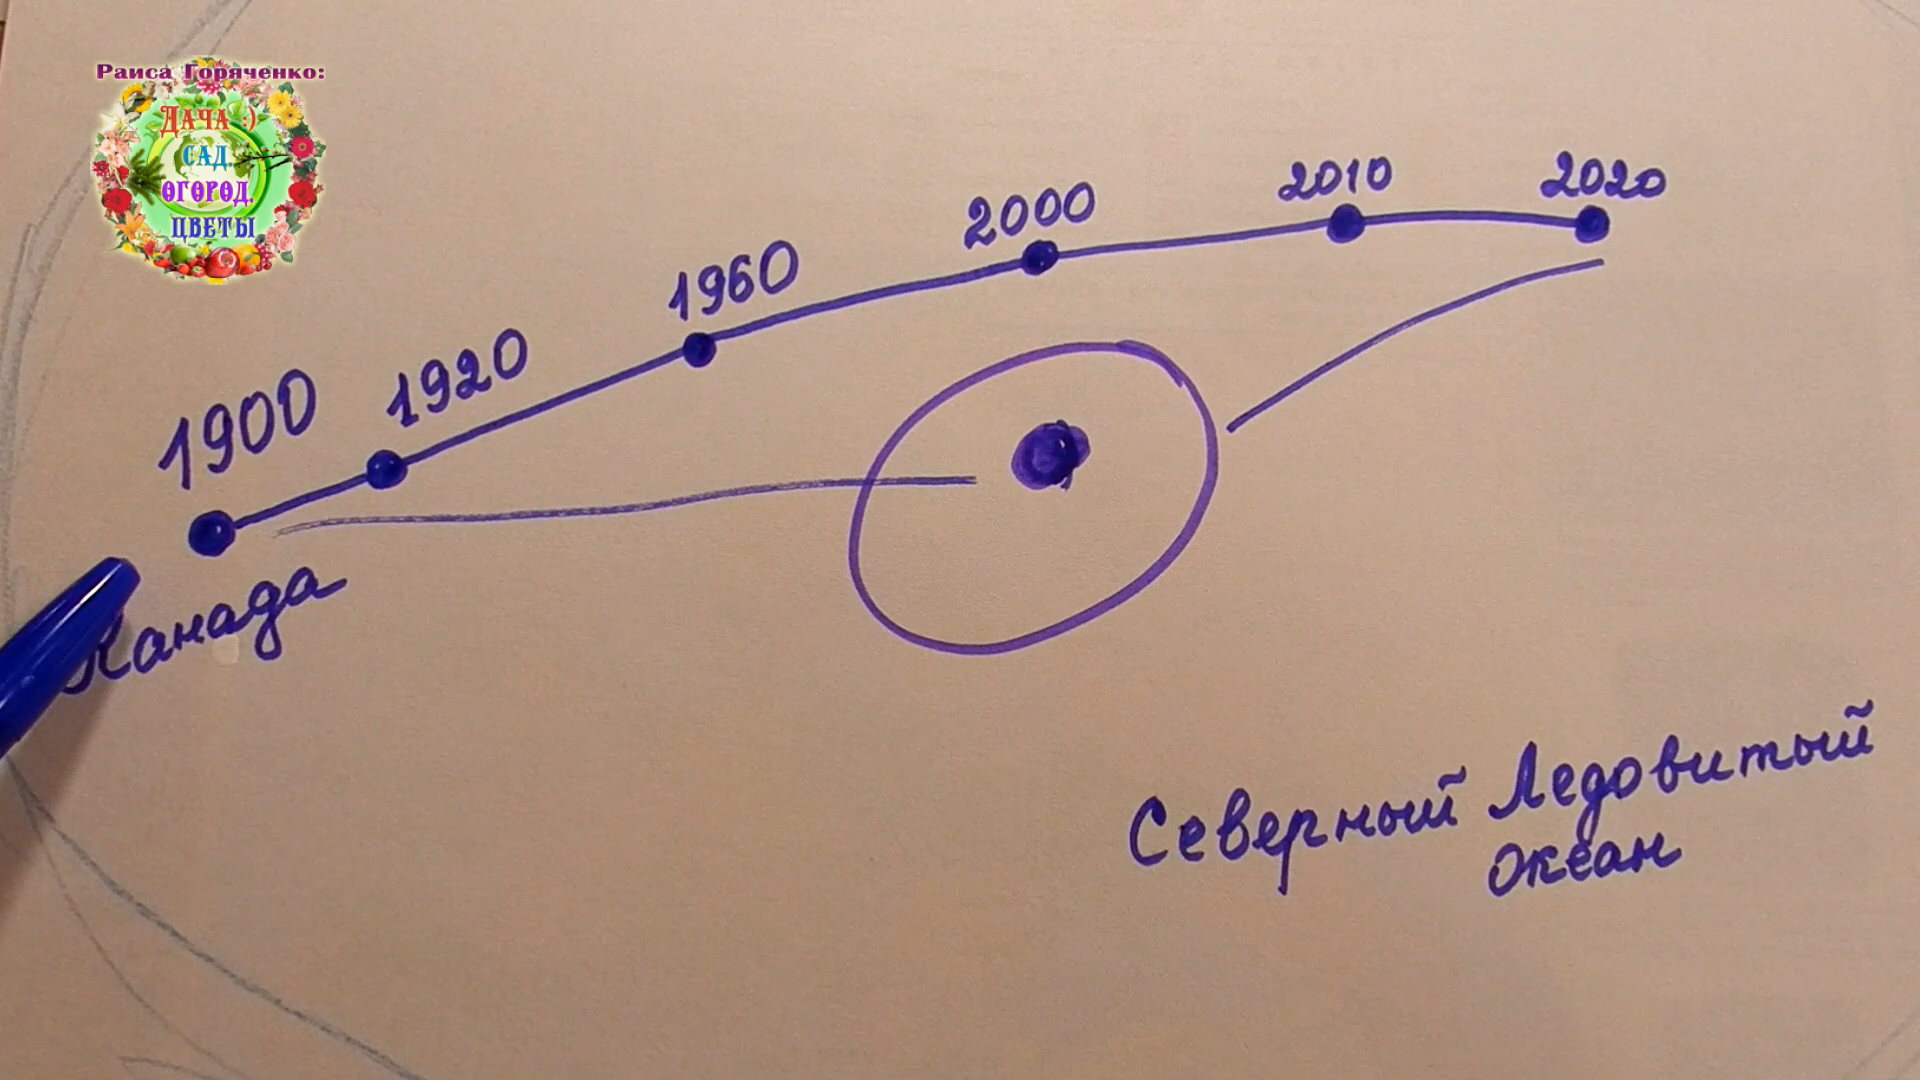 Раиса Горяченко:
Дача :)
САД.
ОГОРОД.
ЦВЕТЫ
1900
1920
1960
2000
2010
2020
Канада
Северный Ледовитый
океан